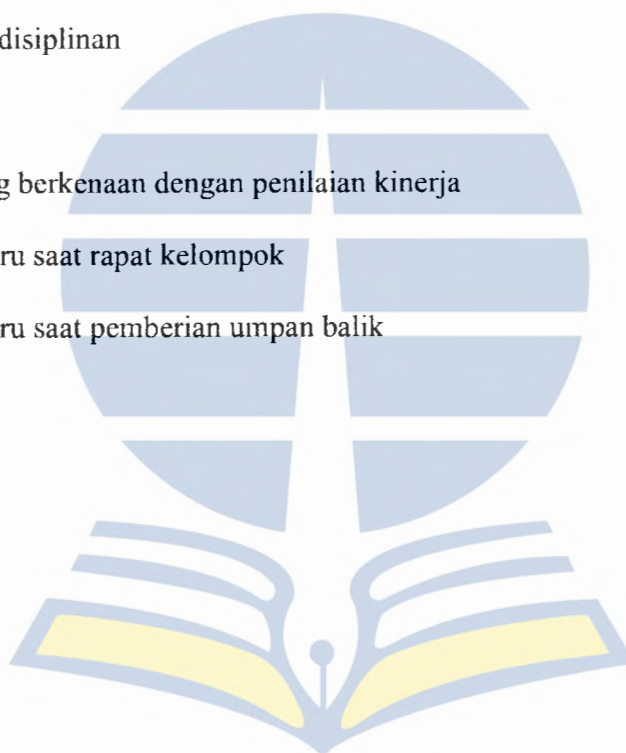 disiplinan
g berkenaan dengan penilaian kinerja
ru saat rapat kelompok
ru saat pemberian umpan balik